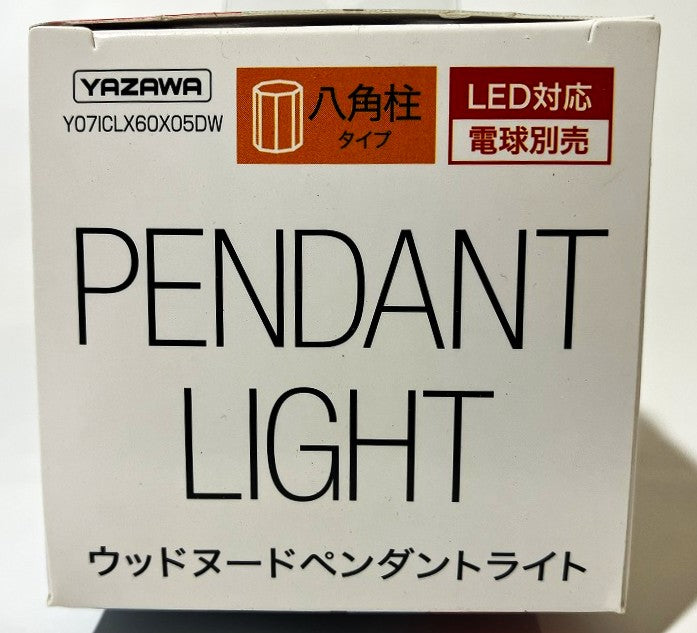 YAZAWA
Y07ICLX60X05DW
八角柱
タイプ
LED対応
電球別売
PENDANT
LIGHT
ウッドヌードペンダントライト